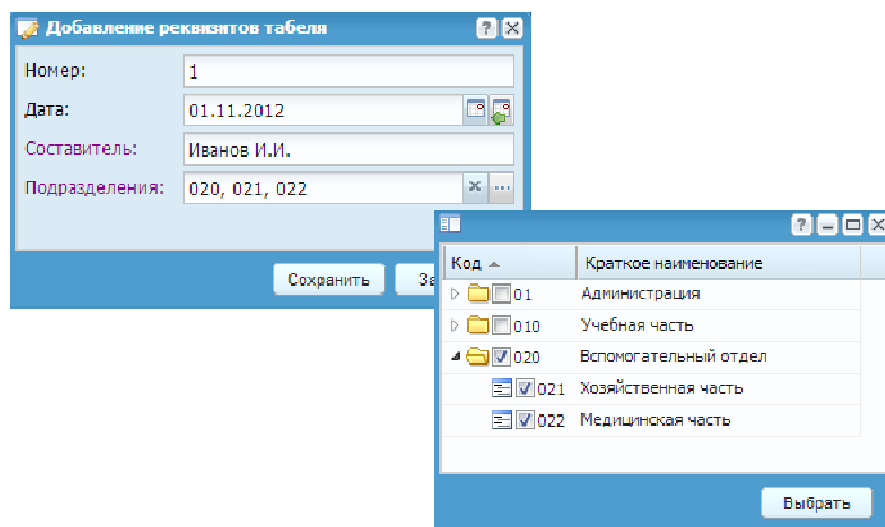 Добавление реквизитов табеля
Номер: 1
Дата: 01.11.2012
Составитель: Иванов И.И.
Подразделения: 020, 021, 022
Сохранить За
Код Краткое наименование
01 Администрация
010 Учебная часть
020 Вспомогательный отдел
021 Хозяйственная часть
022 Медицинская часть
Выбрать